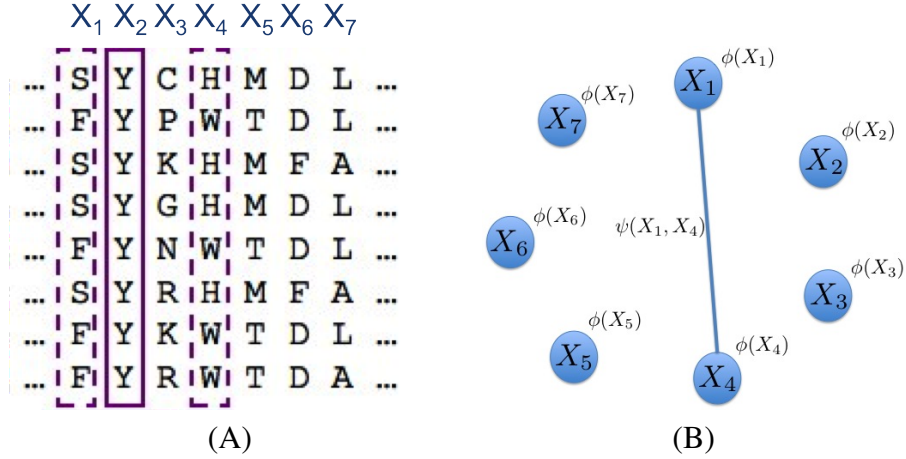 X1 X2 X3 X4 X5 X6 X7
... S Y C H M D L ...
... F Y P W T D L ...
... S Y K H M F A ...
... S Y G H M D L ...
... F Y N W T D L ...
... S Y R H M F A ...
... F Y K W T D L ...
... F Y R W T D A ...
(A)
X1 ϕ(X1)
X7 ϕ(X7)
X2 ϕ(X2)
ψ(X1, X4)
X6 ϕ(X6)
X3 ϕ(X3)
X5 ϕ(X5)
X4 ϕ(X4)
(B)